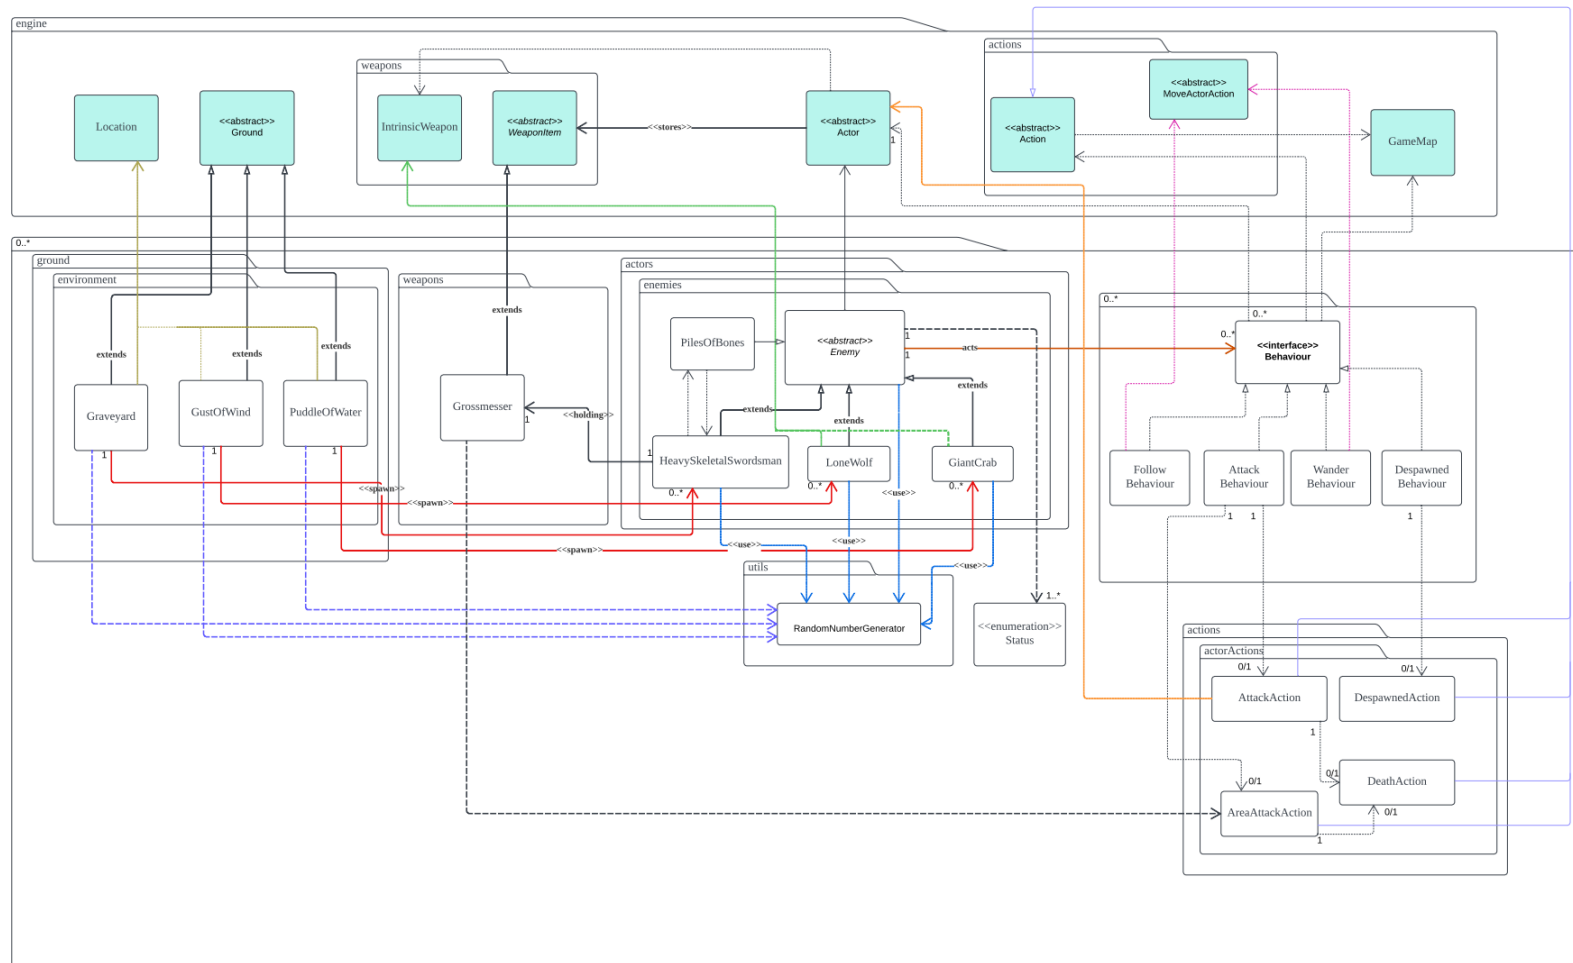 engine
actions
weapons
<<abstract>>
MoveActorAction
Location
<<abstract>>
Ground
IntrinsicWeapon
<<abstract>>
WeaponItem
<<stores>>
<<abstract>>
Actor
1
<<abstract>>
Action
GameMap
0..*
ground
environment
weapons
actors
enemies
0..*
0..*
extends
PilesOfBones
<<abstract>>
Enemy
1
1
acts
0..*
<<interface>>
Behaviour
extends
extends
extends
extends
Graveyard
GustOfWind
PuddleOfWater
Grossmesser
1
<<holding>>
extends
extends
1
1
1
1
HeavySkeletalSwordsman
LoneWolf
GiantCrab
Follow
Behaviour
Attack
Behaviour
Wander
Behaviour
Despawned
Behaviour
<<spawn>>
0..*
0..*
0..*
<<use>>
<<spawn>>
1
1
1
<<spawn>>
<<use>>
<<use>>
<<use>>
utils
1..*
RandomNumberGenerator
<<enumeration>>
Status
actions
actorActions
0/1
0/1
AttackAction
DespawnedAction
1
0/1
0/1
DeathAction
AreaAttackAction
0/1
1